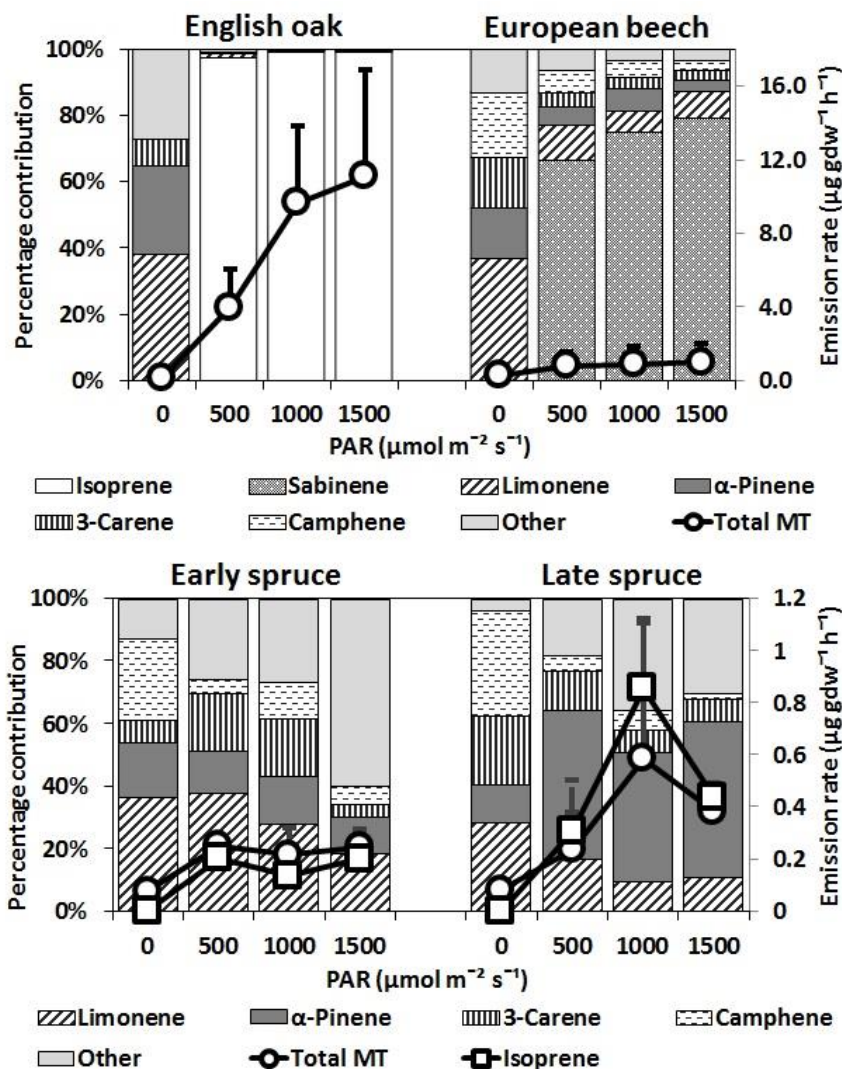 English oak European beech
100%
80%
60%
40%
20%
0%
Percentage contribution
16.0
12.0
8.0
4.0
0.0
Emission rate (µg gdw⁻¹ h⁻¹)
0 500 1000 1500 0 500 1000 1500
PAR (µmol m⁻² s⁻¹)
Isoprene Sabinene Limonene α-Pinene
3-Carene Camphene Other Total MT
Early spruce Late spruce
100%
80%
60%
40%
20%
0%
Percentage contribution
1.2
1
0.8
0.6
0.4
0.2
0
Emission rate (µg gdw⁻¹ h⁻¹)
0 500 1000 1500 0 500 1000 1500
PAR (µmol m⁻² s⁻¹)
Limonene α-Pinene 3-Carene Camphene
Other Total MT Isoprene